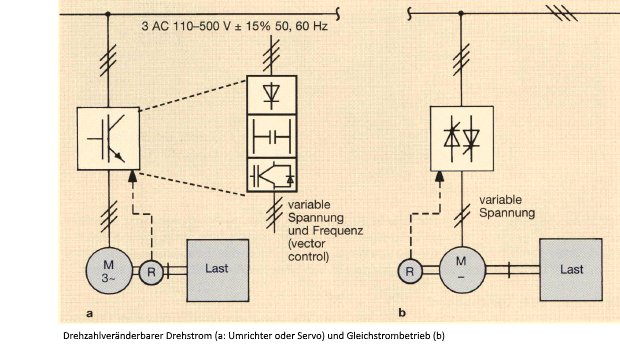 3 AC 110–500 V ± 15% 50, 60 Hz
variable
Spannung
und Frequenz
(vector
control)
M
3~
R
Last
a
variable
Spannung
R
M
–
Last
b
Drehzahlveränderbarer Drehstrom (a: Umrichter oder Servo) und Gleichstrombetrieb (b)